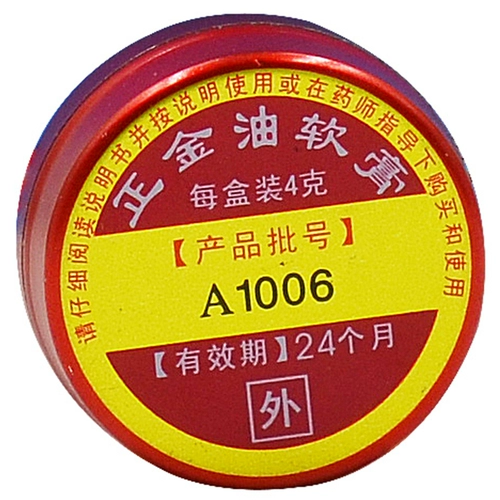 请仔细阅读说明书并按说明使用或在药师指导下购买和使用
正金油软膏
每盒装4克
【产品批号】
A1006
【有效期】24个月
外